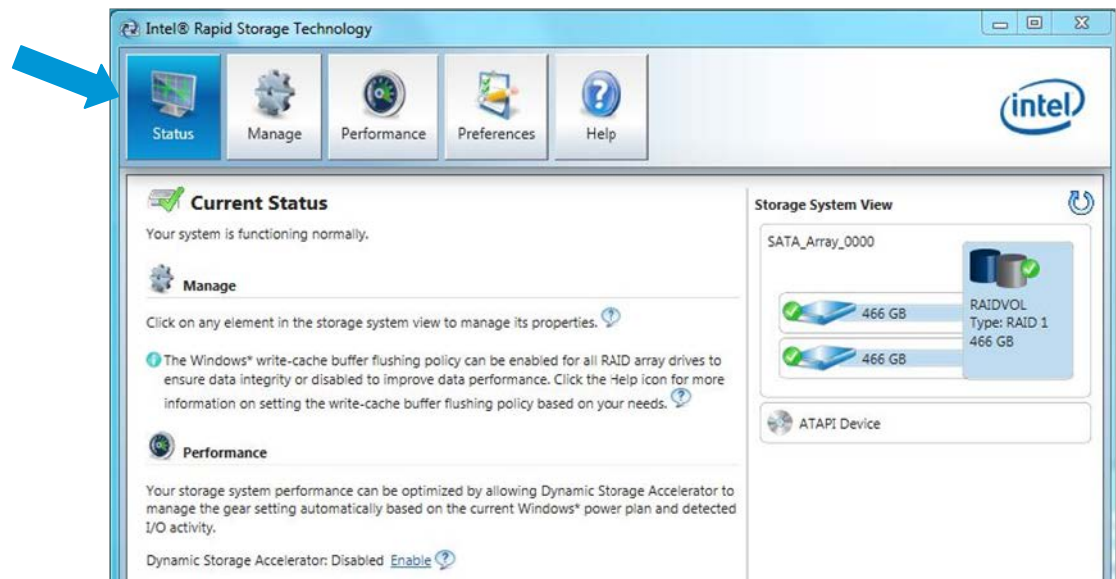 Intel® Rapid Storage Technology
Status
Manage
Performance
Preferences
Help
intel
Current Status
Your system is functioning normally.
Manage
Click on any element in the storage system view to manage its properties.
The Windows* write-cache buffer flushing policy can be enabled for all RAID array drives to
ensure data integrity or disabled to improve data performance. Click the Help icon for more
information on setting the write-cache buffer flushing policy based on your needs.
Performance
Your storage system performance can be optimized by allowing Dynamic Storage Accelerator to
manage the gear setting automatically based on the current Windows* power plan and detected
I/O activity.
Dynamic Storage Accelerator: Disabled Enable
Storage System View
SATA_Array_0000
466 GB
466 GB
RAIDVOL
Type: RAID 1
466 GB
ATAPI Device